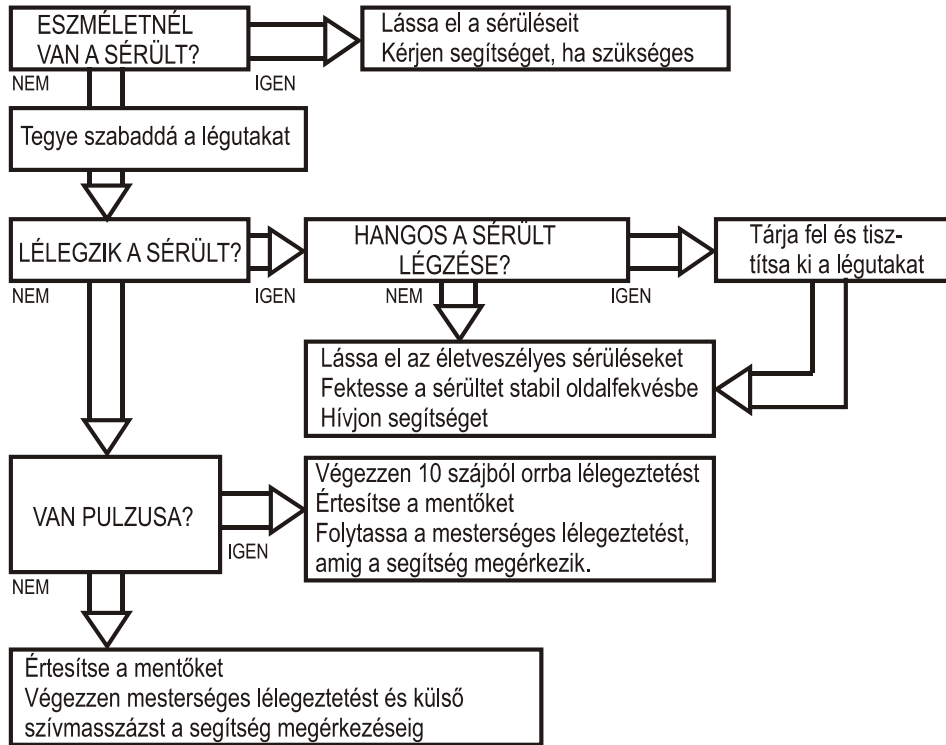 ESZMÉLETNÉL
VAN A SÉRÜLT?
Lássa el a sérüléseit
Kérjen segítséget, ha szükséges
NEM
IGEN
Tegye szabaddá a légutakat
LÉLEGZIK A SÉRÜLT?
HANGOS A SÉRÜLT
LÉGZÉSE?
Tárja fel és tisz-
títsa ki a légutakat
NEM
IGEN
NEM
IGEN
Lássa el az életveszélyes sérüléseket
Fektesse a sérültet stabil oldalfekvésbe
Hívjon segítséget
VAN PULZUSA?
Végezzen 10 szájból orrba lélegeztetést
Értesítse a mentőket
Folytassa a mesterséges lélegeztetést,
amig a segítség megérkezik.
IGEN
NEM
Értesítse a mentőket
Végezzen mesterséges lélegeztetést és külső
szívmasszázst a segítség megérkezéseig